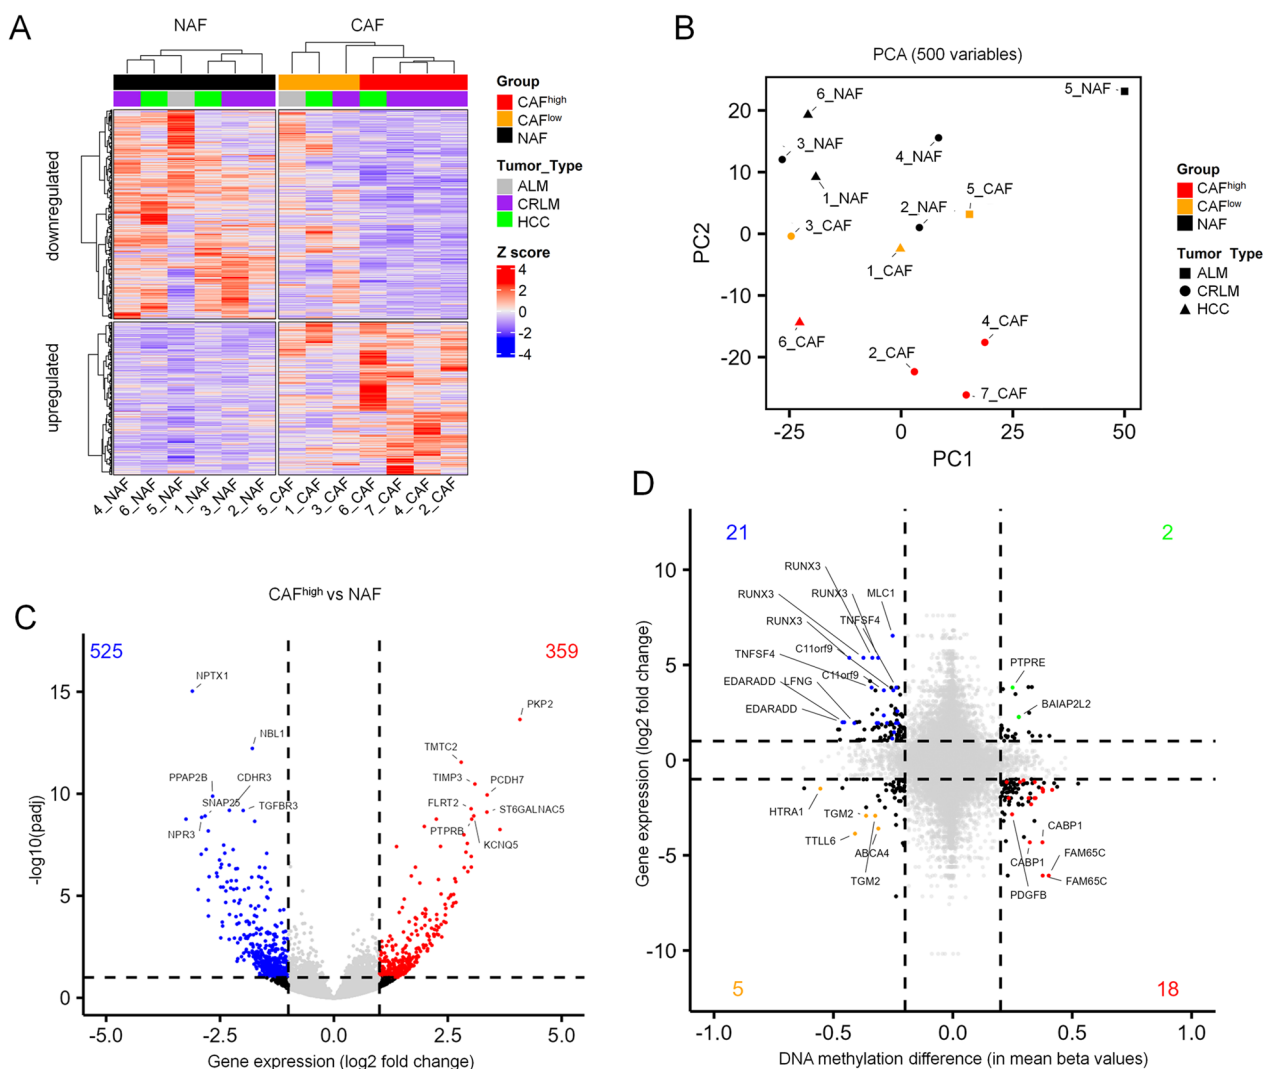 A
NAF
CAF
downregulated
upregulated
4_NAF
6_NAF
5_NAF
1_NAF
3_NAF
2_NAF
5_CAF
1_CAF
3_CAF
6_CAF
7_CAF
4_CAF
2_CAF
Group
CAFhigh
CAFlow
NAF
Tumor_Type
ALM
CRLM
HCC
Z score
4
2
0
-2
-4
B
PCA (500 variables)
5_NAF
6_NAF
3_NAF
4_NAF
1_NAF
5_CAF
2_NAF
3_CAF
1_CAF
4_CAF
6_CAF
2_CAF
7_CAF
20
10
0
-10
-20
PC2
-25
0
25
50
PC1
Group
CAFhigh
CAFlow
NAF
Tumor Type
ALM
CRLM
HCC
C
CAFhigh vs NAF
525
359
NPTX1
PKP2
NBL1
TMTC2
PPAP2B
CDHR3
TIMP3
PCDH7
SNAP25
TGFBR3
FLRT2
ST6GALNAC5
NPR3
PTPRB
KCNQ5
15
10
5
0
-log10(padj)
-5.0
-2.5
0.0
2.5
5.0
Gene expression (log2 fold change)
D
21
2
RUNX3
RUNX3
RUNX3
MLC1
RUNX3
TNFSF4
TNFSF4
C11orf9
C11orf9
EDARADD
LFNG
EDARADD
PTPRE
BAIAP2L2
HTRA1
TGM2
TTLL6
ABCA4
TGM2
CABP1
CABP1
FAM65C
FAM65C
PDGFB
5
18
10
5
0
-5
-10
Gene expression (log2 fold change)
-1.0
-0.5
0.0
0.5
1.0
DNA methylation difference (in mean beta values)